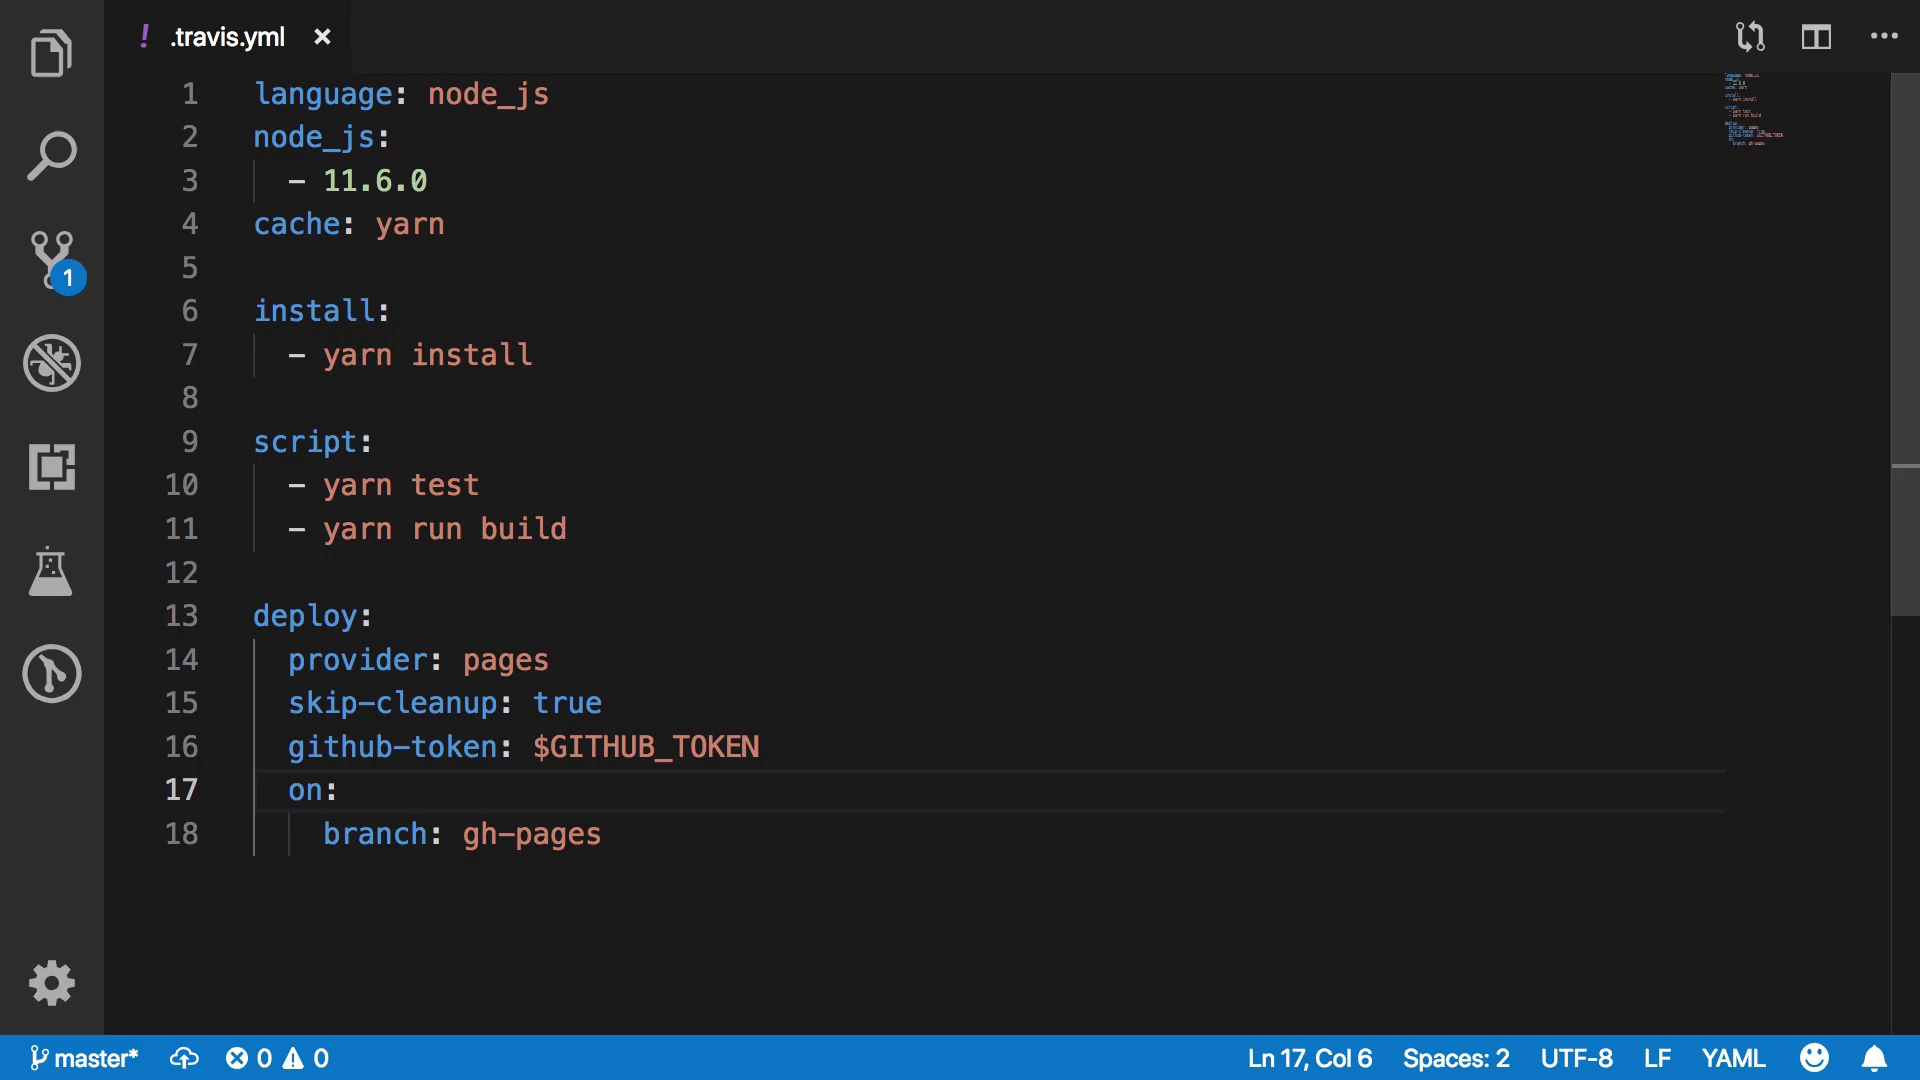 ! .travis.yml ×
1 language: node_js
2 node_js:
3 - 11.6.0
4 cache: yarn
5
6 install:
7 - yarn install
8
9 script:
10 - yarn test
11 - yarn run build
12
13 deploy:
14 provider: pages
15 skip-cleanup: true
16 github-token: $GITHUB_TOKEN
17 on:
18 branch: gh-pages
1
master* 0 0 Ln 17, Col 6 Spaces: 2 UTF-8 LF YAML